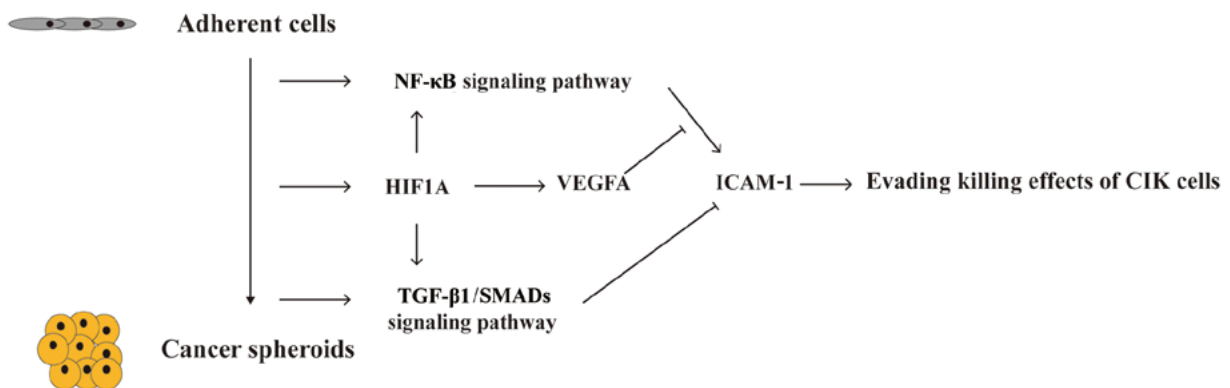 Adherent cells
NF-κB signaling pathway
HIF1A
VEGFA
ICAM-1
Evading killing effects of CIK cells
TGF-β1/SMADs
signaling pathway
Cancer spheroids